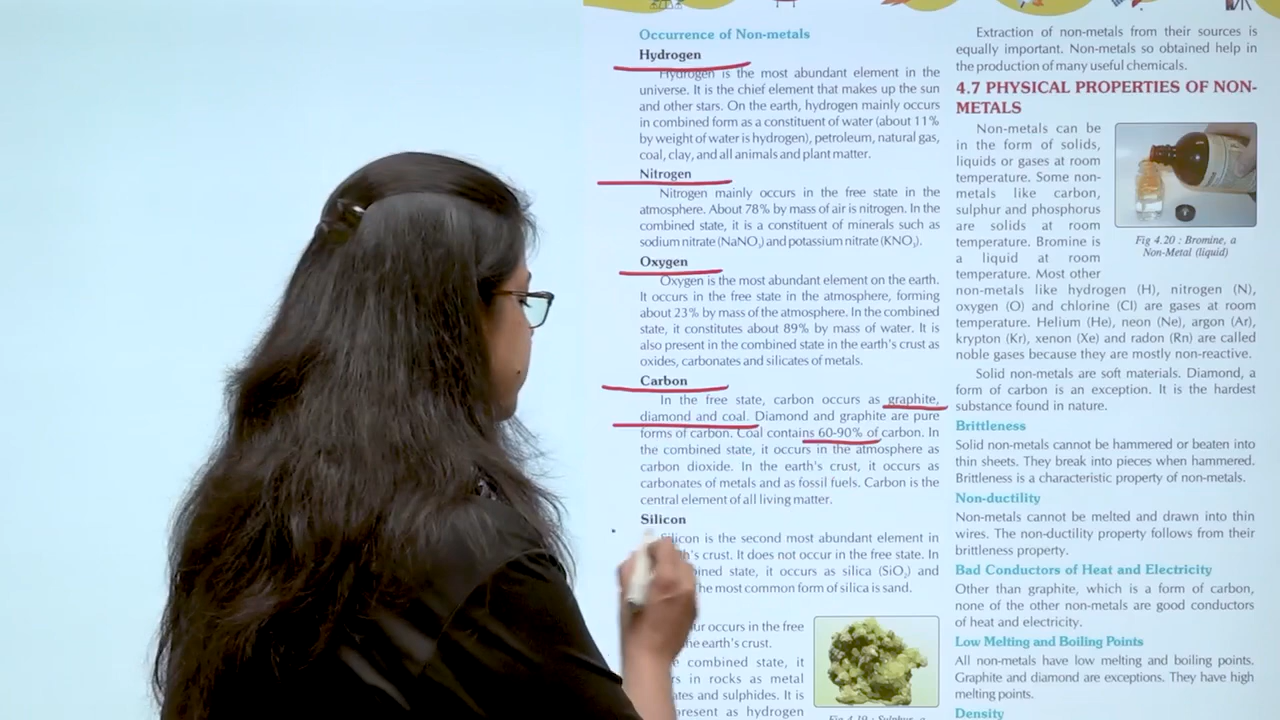 Occurrence of Non-metals
Hydrogen
Hydrogen is the most abundant element in the
universe. It is the chief element that makes up the sun
and other stars. On the earth, hydrogen mainly occurs
in combined form as a constituent of water (about 11%
by weight of water is hydrogen), petroleum, natural gas,
coal, clay, and all animals and plant matter.
Nitrogen
Nitrogen mainly occurs in the free state in the
atmosphere. About 78% by mass of air is nitrogen. In the
combined state, it is a constituent of minerals such as
sodium nitrate (NaNO₃) and potassium nitrate (KNO₃).
Oxygen
Oxygen is the most abundant element on the earth.
It occurs in the free state in the atmosphere, forming
about 23% by mass of the atmosphere. In the combined
state, it constitutes about 89% by mass of water. It is
also present in the combined state in the earth's crust as
oxides, carbonates and silicates of metals.
Carbon
In the free state, carbon occurs as graphite,
diamond and coal. Diamond and graphite are pure
forms of carbon. Coal contains 60-90% of carbon. In
the combined state, it occurs in the atmosphere as
carbon dioxide. In the earth's crust, it occurs as
carbonates of metals and as fossil fuels. Carbon is the
central element of all living matter.
Silicon
Silicon is the second most abundant element in
crust. It does not occur in the free state. In
state, it occurs as silica (SiO₂) and
The most common form of silica is sand.
occurs in the free
earth's crust.
combined state, it
in rocks as metal
and sulphides. It is
present as hydrogen
Fig 4.19 : Sulphur, a
Extraction of non-metals from their sources is
equally important. Non-metals so obtained help in
the production of many useful chemicals.
4.7 PHYSICAL PROPERTIES OF NON-
METALS
Non-metals can be
in the form of solids,
liquids or gases at room
temperature. Some non-
metals like carbon,
sulphur and phosphorus
are solids at room
temperature. Bromine is
a liquid at room
temperature. Most other
non-metals like hydrogen (H), nitrogen (N),
oxygen (O) and chlorine (Cl) are gases at room
temperature. Helium (He), neon (Ne), argon (Ar),
krypton (Kr), xenon (Xe) and radon (Rn) are called
noble gases because they are mostly non-reactive.
Fig 4.20 : Bromine, a
Non-Metal (liquid)
Solid non-metals are soft materials. Diamond, a
form of carbon is an exception. It is the hardest
substance found in nature.
Brittleness
Solid non-metals cannot be hammered or beaten into
thin sheets. They break into pieces when hammered.
Brittleness is a characteristic property of non-metals.
Non-ductility
Non-metals cannot be melted and drawn into thin
wires. The non-ductility property follows from their
brittleness property.
Bad Conductors of Heat and Electricity
Other than graphite, which is a form of carbon,
none of the other non-metals are good conductors
of heat and electricity.
Low Melting and Boiling Points
All non-metals have low melting and boiling points.
Graphite and diamond are exceptions. They have high
melting points.
Density